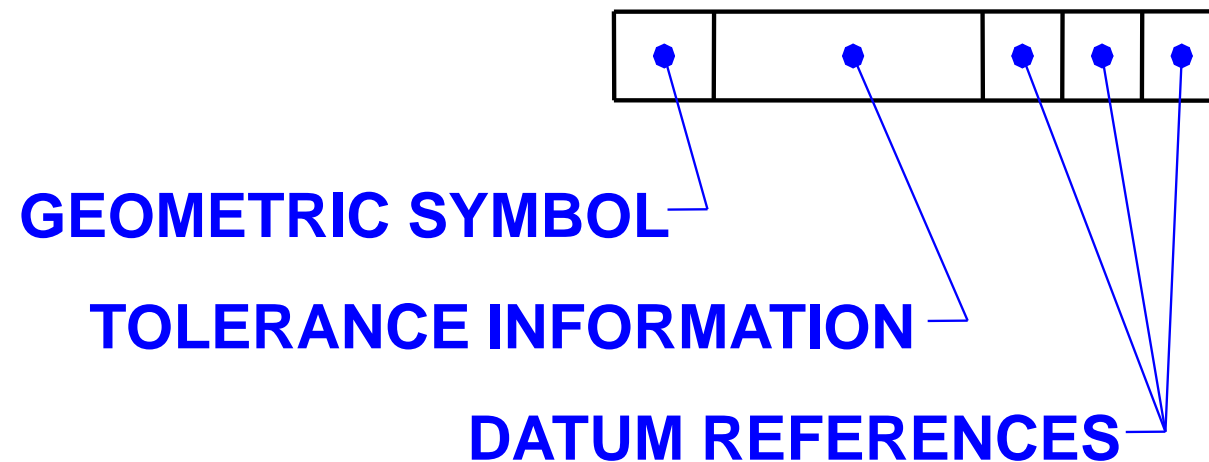 GEOMETRIC SYMBOL
TOLERANCE INFORMATION
DATUM REFERENCES